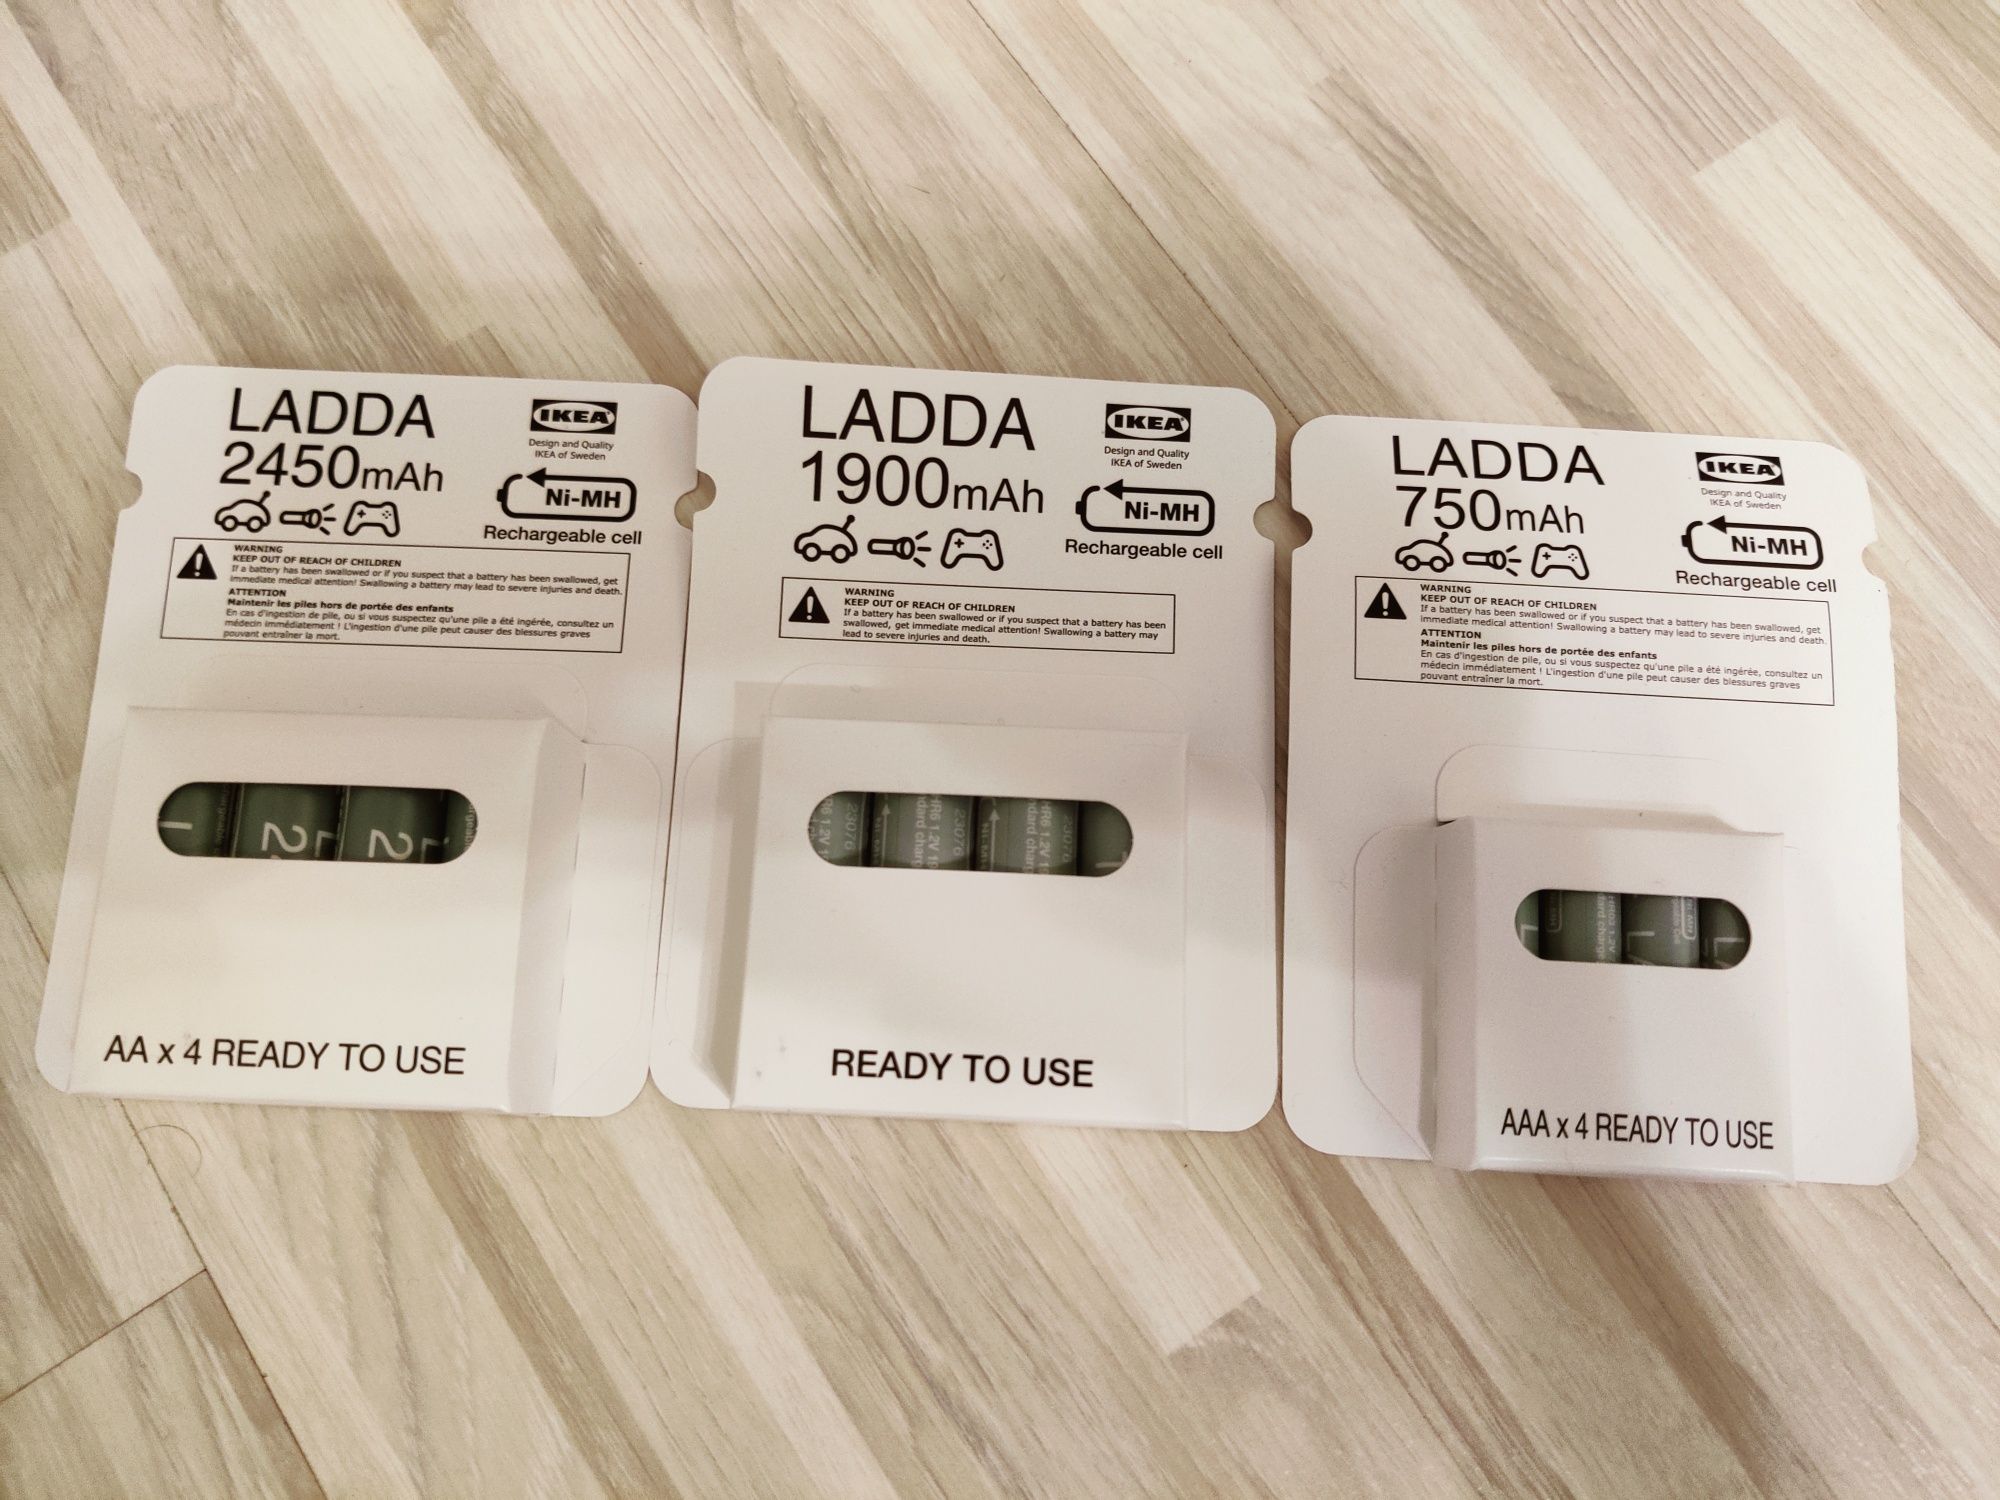 LADDA
2450mAh
IKEA
Design and Quality
IKEA of Sweden
Ni-MH
Rechargeable cell
WARNING
KEEP OUT OF REACH OF CHILDREN
If a battery has been swallowed or if you suspect that a battery has been swallowed, get
immediate medical attention! Swallowing a battery may lead to severe injuries and death.
ATTENTION
Maintenir les piles hors de portée des enfants
En cas d'ingestion de pile, ou si vous suspectez qu'une pile a été ingérée, consultez un
médecin immédiatement ! L'ingestion d'une pile peut causer des blessures graves
pouvant entraîner la mort.
AA x 4 READY TO USE
LADDA
1900mAh
IKEA
Design and Quality
IKEA of Sweden
Ni-MH
Rechargeable cell
WARNING
KEEP OUT OF REACH OF CHILDREN
If a battery has been swallowed or if you suspect that a battery has been
swallowed, get immediate medical attention! Swallowing a battery may
lead to severe injuries and death.
HR6 1.2V 19
23076
READY TO USE
LADDA
750mAh
IKEA
Design and Quality
IKEA of Sweden
Ni-MH
Rechargeable cell
WARNING
KEEP OUT OF REACH OF CHILDREN
If a battery has been swallowed or if you suspect that a battery has been swallowed, get
immediate medical attention! Swallowing a battery may lead to severe injuries and death.
ATTENTION
Maintenir les piles hors de portée des enfants
En cas d'ingestion de pile, ou si vous suspectez qu'une pile a été ingérée, consultez un
médecin immédiatement ! L'ingestion d'une pile peut causer des blessures graves
pouvant entraîner la mort.
AAA x 4 READY TO USE